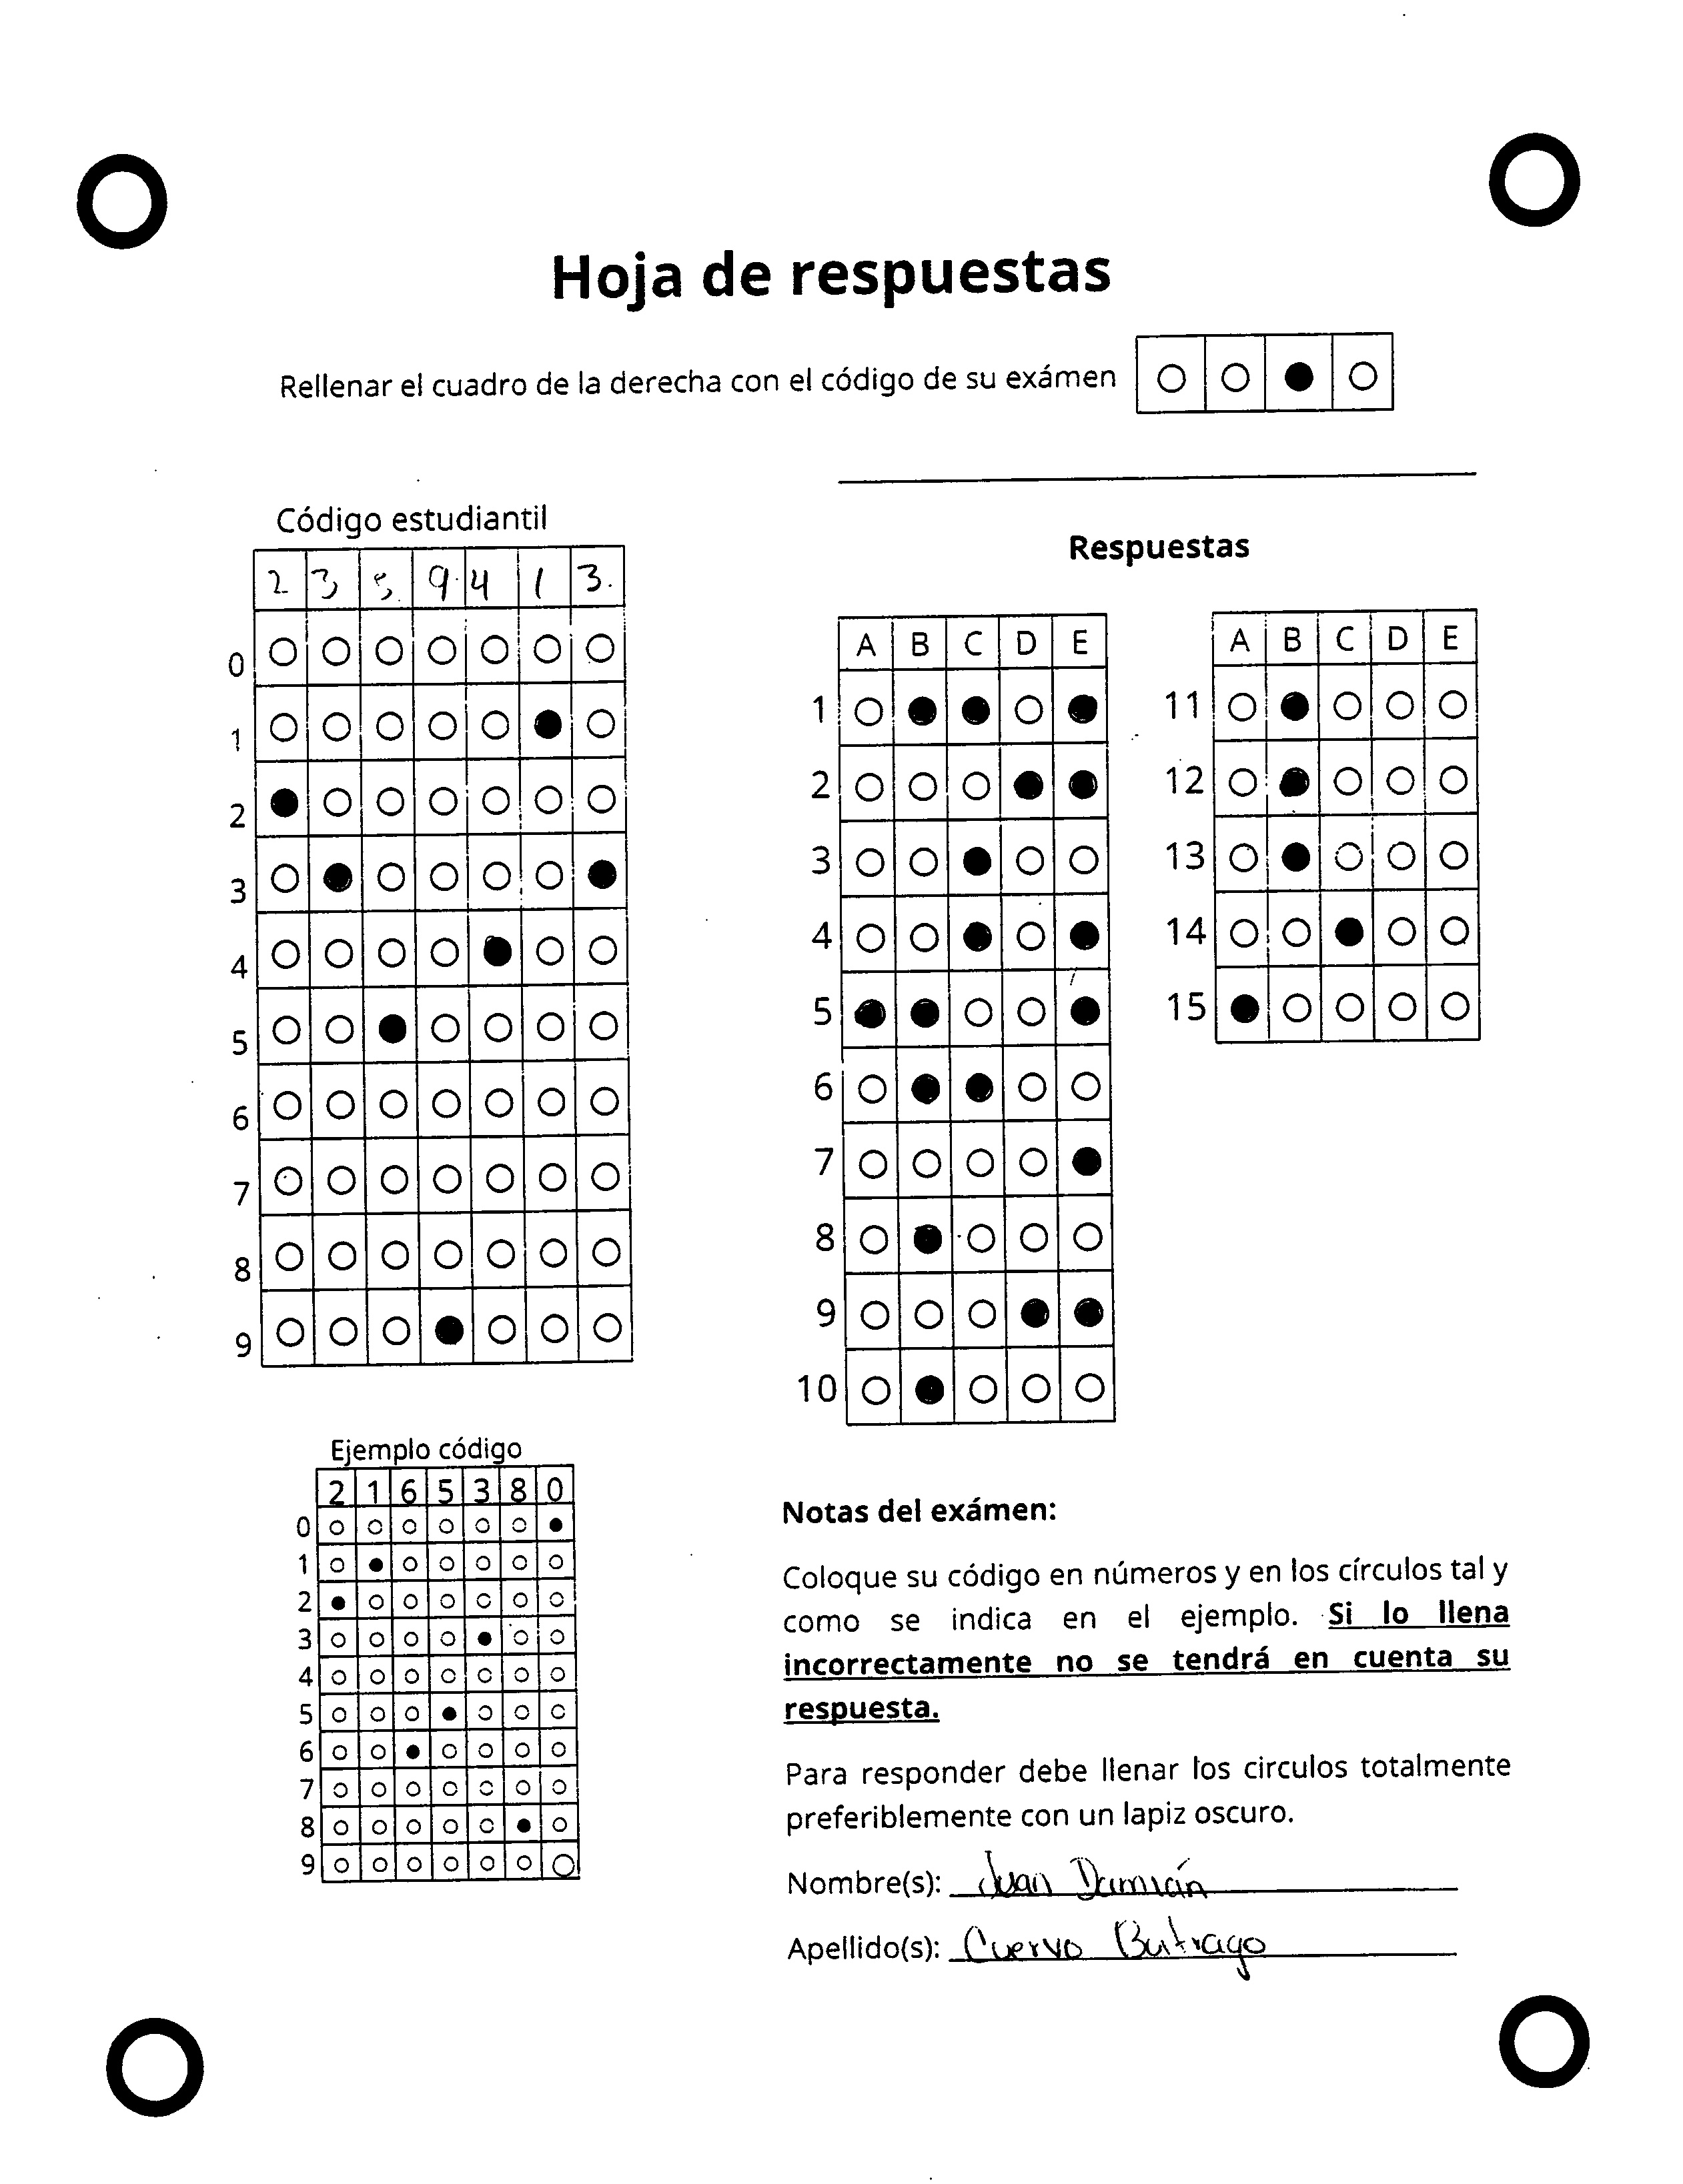 Hoja de respuestas
Rellenar el cuadro de la derecha con el código de su exámen
Código estudiantil
2 3 5 9 4 1 3
0
1
2
3
4
5
6
7
8
9
Respuestas
A B C D E
1
2
3
4
5
6
7
8
9
10
A B C D E
11
12
13
14
15
Ejemplo código
2 1 6 5 3 8 0
0
1
2
3
4
5
6
7
8
9
Notas del exámen:
Coloque su código en números y en los círculos tal y
como se indica en el ejemplo. Si lo llena
incorrectamente no se tendrá en cuenta su
respuesta.
Para responder debe llenar los circulos totalmente
preferiblemente con un lapiz oscuro.
Nombre(s): Juan Damián
Apellido(s): Cuervo Buitrago